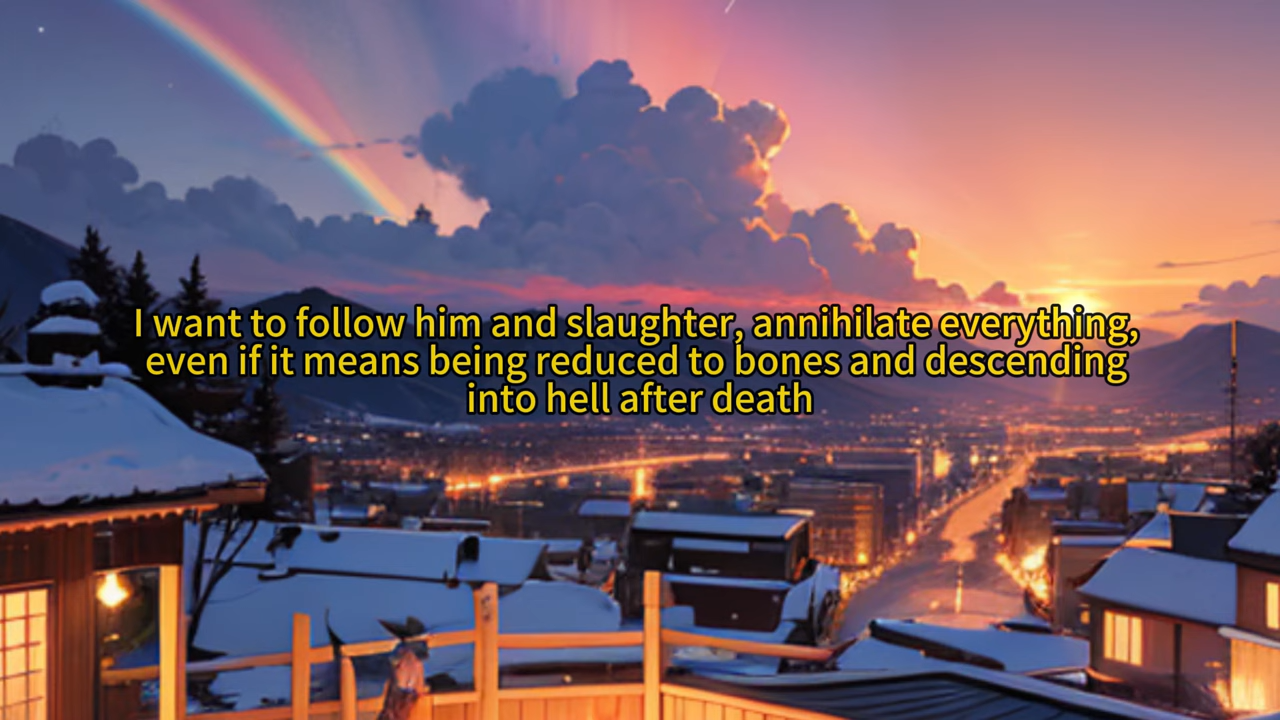 I want to follow him and slaughter, annihilate everything,
even if it means being reduced to bones and descending
into hell after death